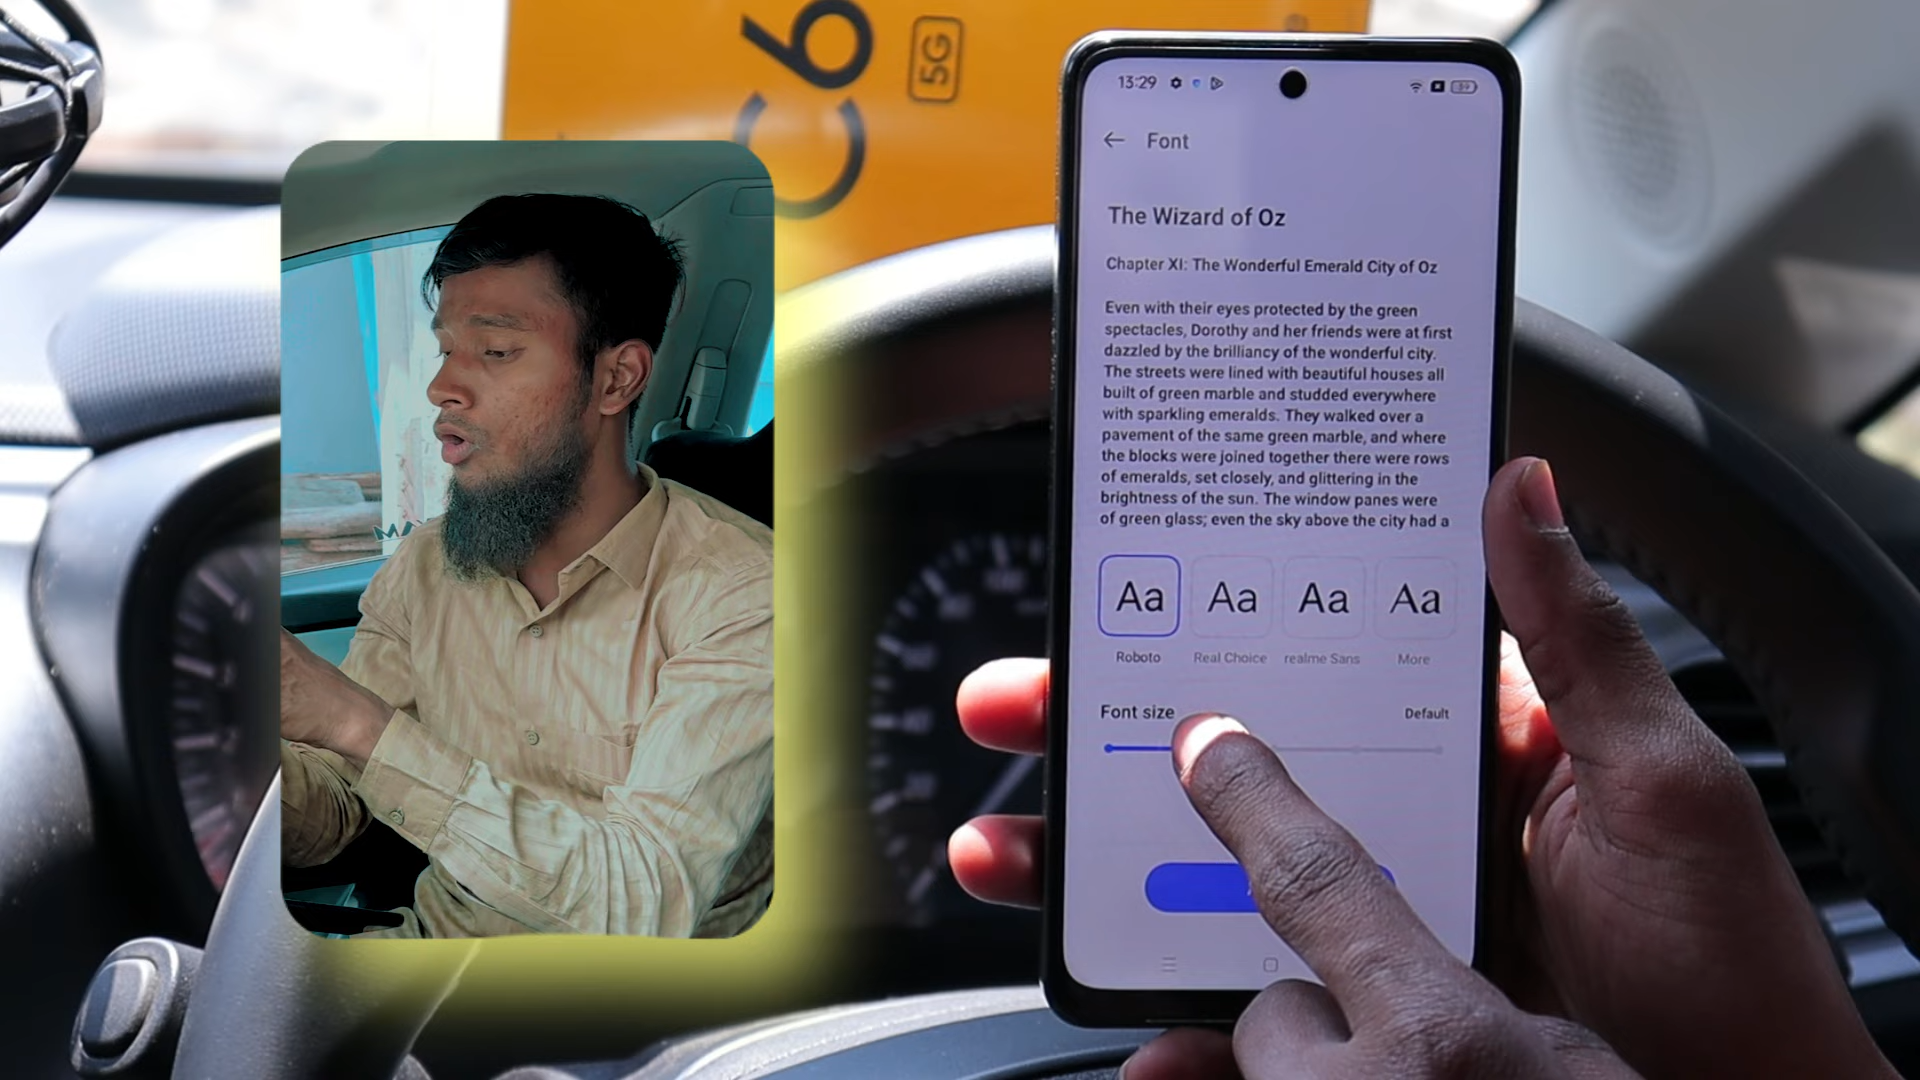 C6
5G
13:29
59
Font
The Wizard of Oz
Chapter XI: The Wonderful Emerald City of Oz
Even with their eyes protected by the green
spectacles, Dorothy and her friends were at first
dazzled by the brilliancy of the wonderful city.
The streets were lined with beautiful houses all
built of green marble and studded everywhere
with sparkling emeralds. They walked over a
pavement of the same green marble, and where
the blocks were joined together there were rows
of emeralds, set closely, and glittering in the
brightness of the sun. The window panes were
of green glass; even the sky above the city had a
Aa Aa Aa Aa
Roboto Real Choice realme Sans More
Font size Default